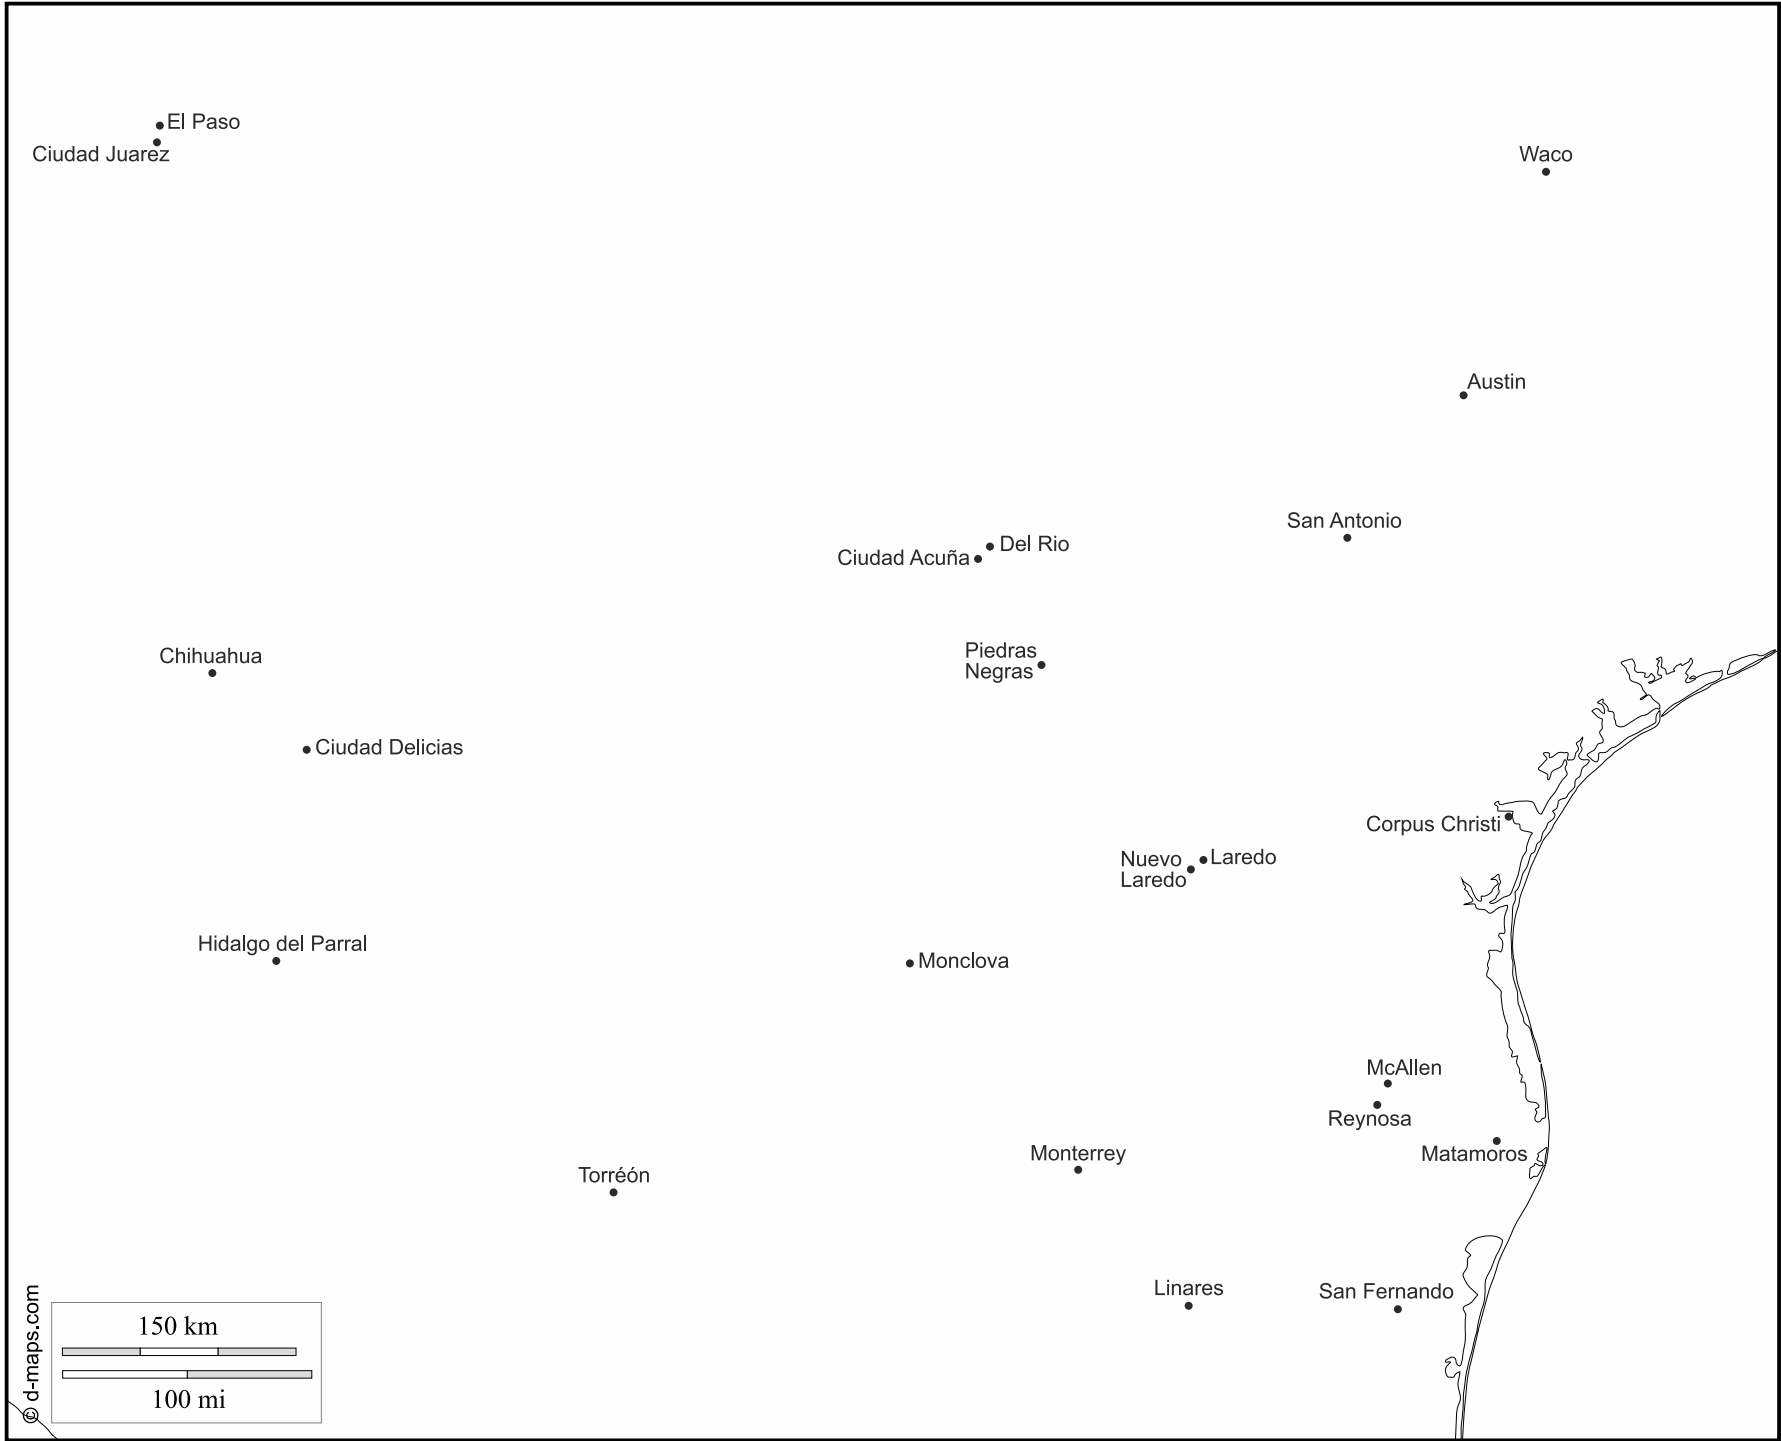 El Paso
Ciudad Juarez
Waco
Austin
San Antonio
Del Rio
Ciudad Acuña
Piedras
Negras
Chihuahua
Ciudad Delicias
Corpus Christi
Nuevo
Laredo
Laredo
Hidalgo del Parral
Monclova
McAllen
Reynosa
Matamoros
Monterrey
Torréón
Linares
San Fernando
150 km
100 mi
© d-maps.com